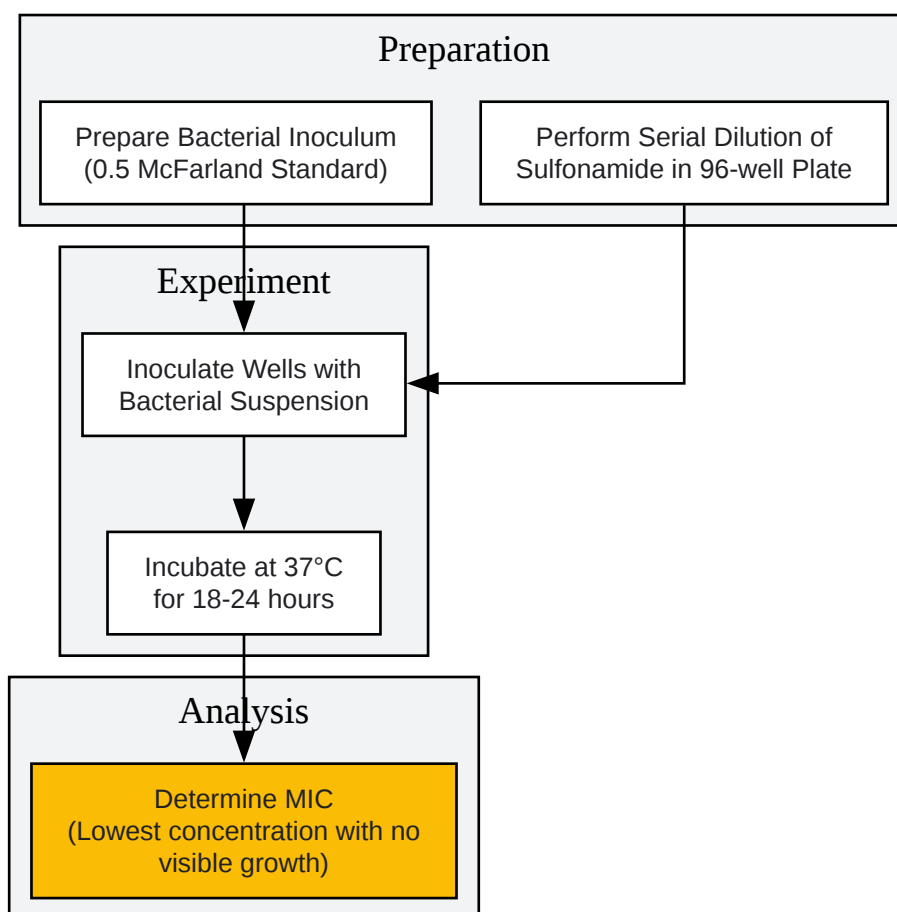 Preparation
Prepare Bacterial Inoculum
(0.5 McFarland Standard)
Perform Serial Dilution of
Sulfonamide in 96-well Plate
Experiment
Inoculate Wells with
Bacterial Suspension
Incubate at 37°C
for 18-24 hours
Analysis
Determine MIC
(Lowest concentration with no
visible growth)